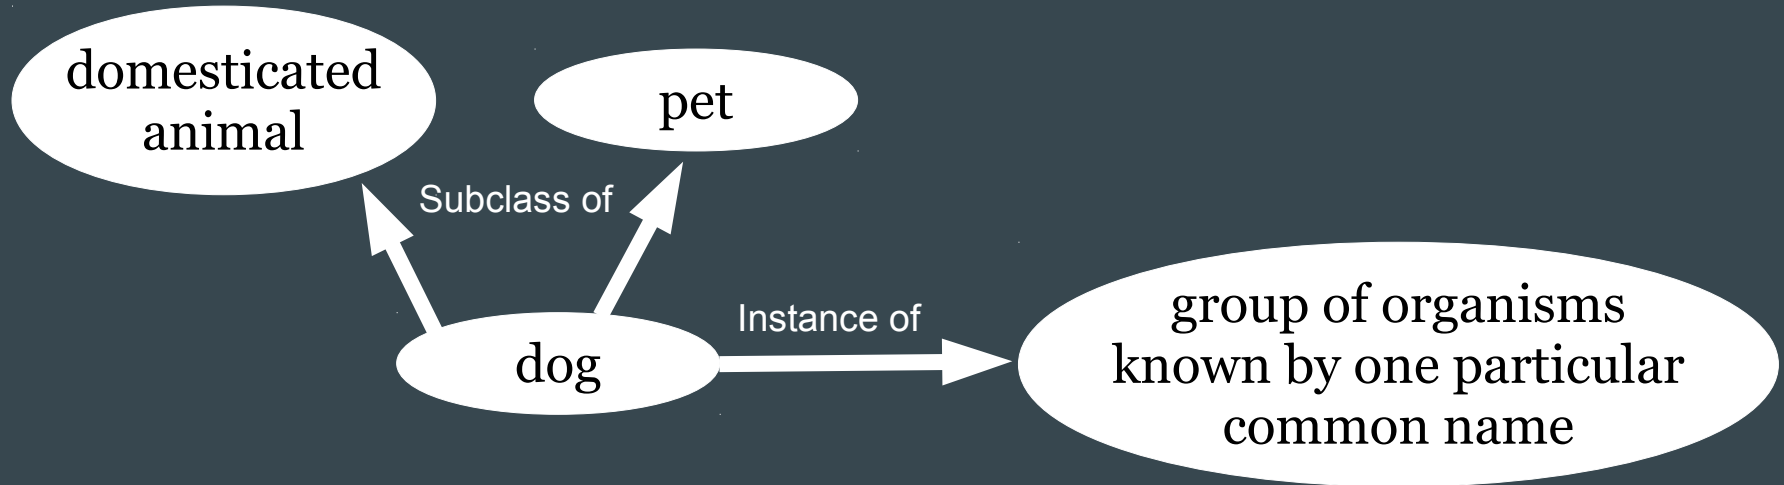 domesticated
animal
pet
Subclass of
Instance of
dog
group of organisms
known by one particular
common name